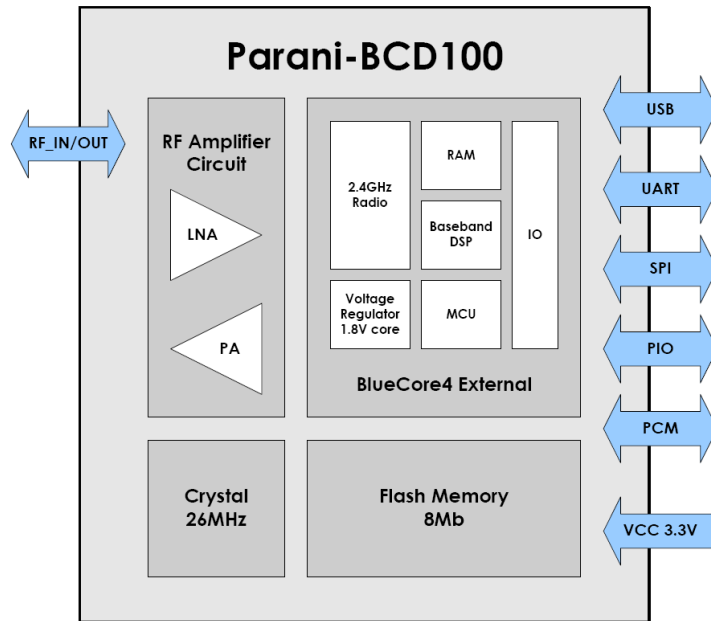 Parani-BCD100
RF_IN/OUT
RF Amplifier
Circuit
LNA
PA
2.4GHz
Radio
RAM
Baseband
DSP
IO
Voltage
Regulator
1.8V core
MCU
BlueCore4 External
Crystal
26MHz
Flash Memory
8Mb
USB
UART
SPI
PIO
PCM
VCC 3.3V